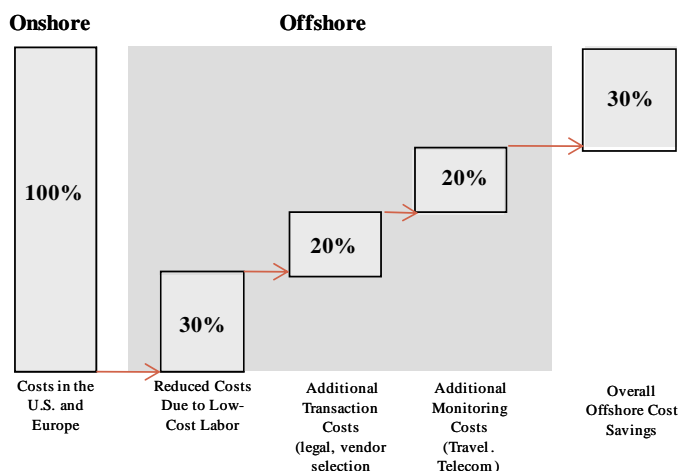 Onshore
Offshore
100%
30%
20%
20%
30%
Costs in the
U.S. and
Europe
Reduced Costs
Due to Low-
Cost Labor
Additional
Transaction
Costs
(legal, vendor
selection
Additional
Monitoring
Costs
(Travel.
Telecom)
Overall
Offshore Cost
Savings